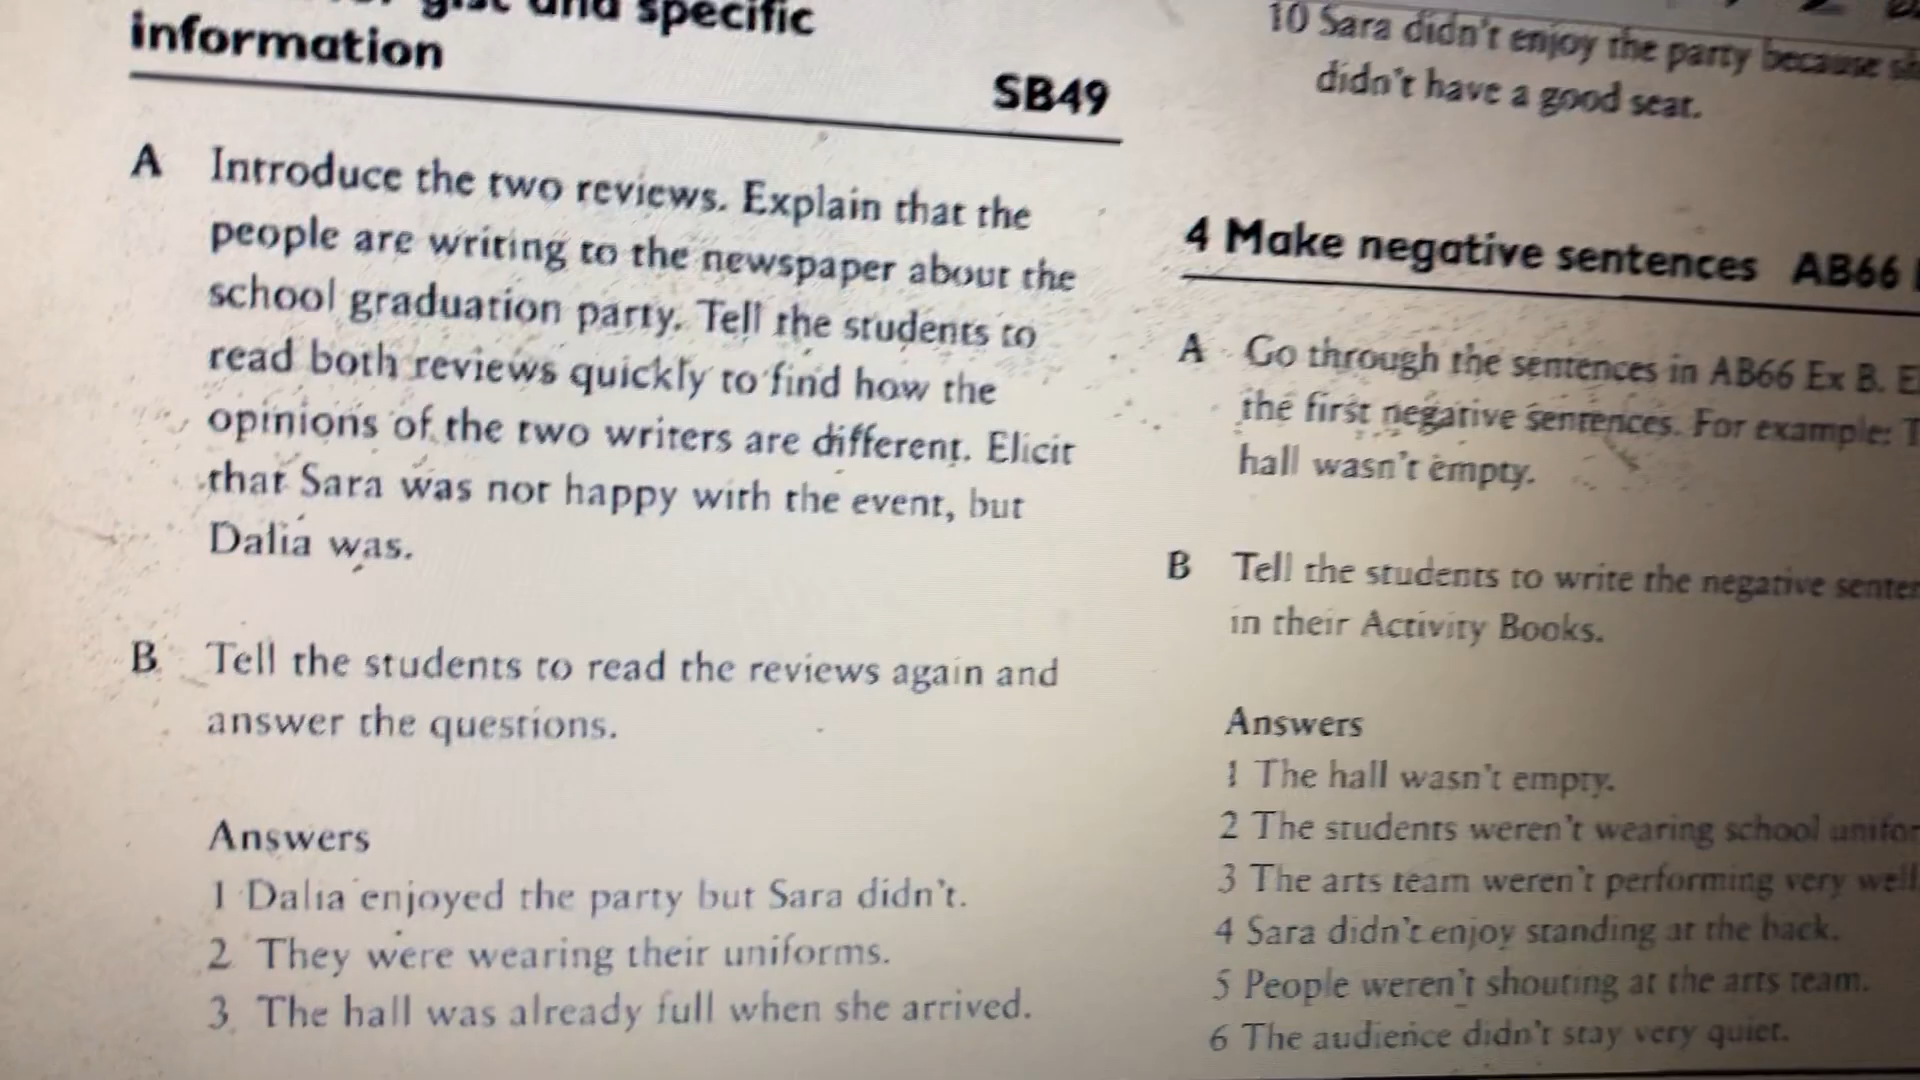 gist and specific
information
SB49
A Introduce the two reviews. Explain that the
people are writing to the newspaper about the
school graduation party. Tell the students to
read both reviews quickly to find how the
opinions of the two writers are different. Elicit
that Sara was not happy with the event, but
Dalia was.
B Tell the students to read the reviews again and
answer the questions.
Answers
1 Dalia enjoyed the party but Sara didn't.
2 They were wearing their uniforms.
3 The hall was already full when she arrived.
10 Sara didn't enjoy the party because
didn't have a good seat.
4 Make negative sentences AB66
A Go through the sentences in AB66 Ex B.
the first negative sentences. For example:
hall wasn't empty.
B Tell the students to write the negative
in their Activity Books.
Answers
1 The hall wasn't empty.
2 The students weren't wearing school
3 The arts team weren't performing very well
4 Sara didn't enjoy standing at the back.
5 People weren't shouting at the arts team.
6 The audience didn't stay very quiet.